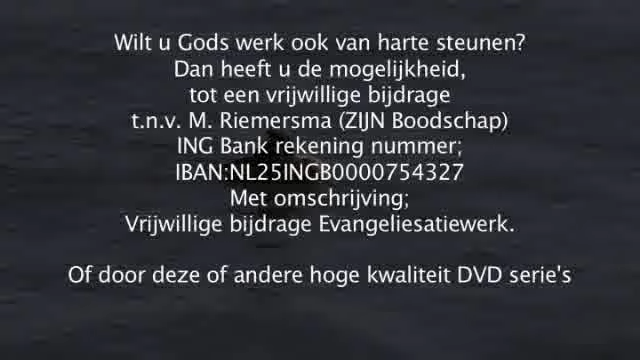 Wilt u Gods werk ook van harte steunen?
Dan heeft u de mogelijkheid,
tot een vrijwillige bijdrage
t.n.v. M. Riemersma (ZIJN Boodschap)
ING Bank rekening nummer;
IBAN:NL25INGB0000754327
Met omschrijving;
Vrijwillige bijdrage Evangeliesatiewerk.
Of door deze of andere hoge kwaliteit DVD serie's